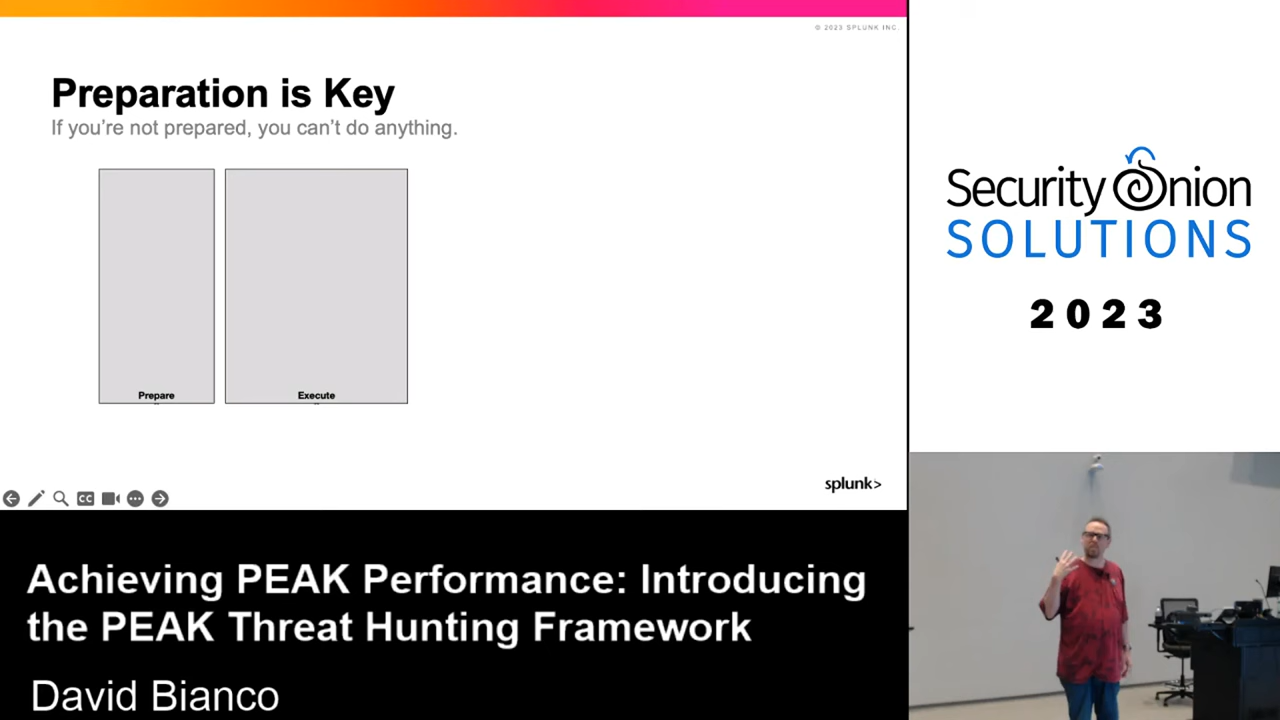 © 2023 SPLUNK INC.
Preparation is Key
If you're not prepared, you can't do anything.
Prepare
Execute
splunk>
CC
Security Onion
SOLUTIONS
2023
Achieving PEAK Performance: Introducing
the PEAK Threat Hunting Framework
David Bianco